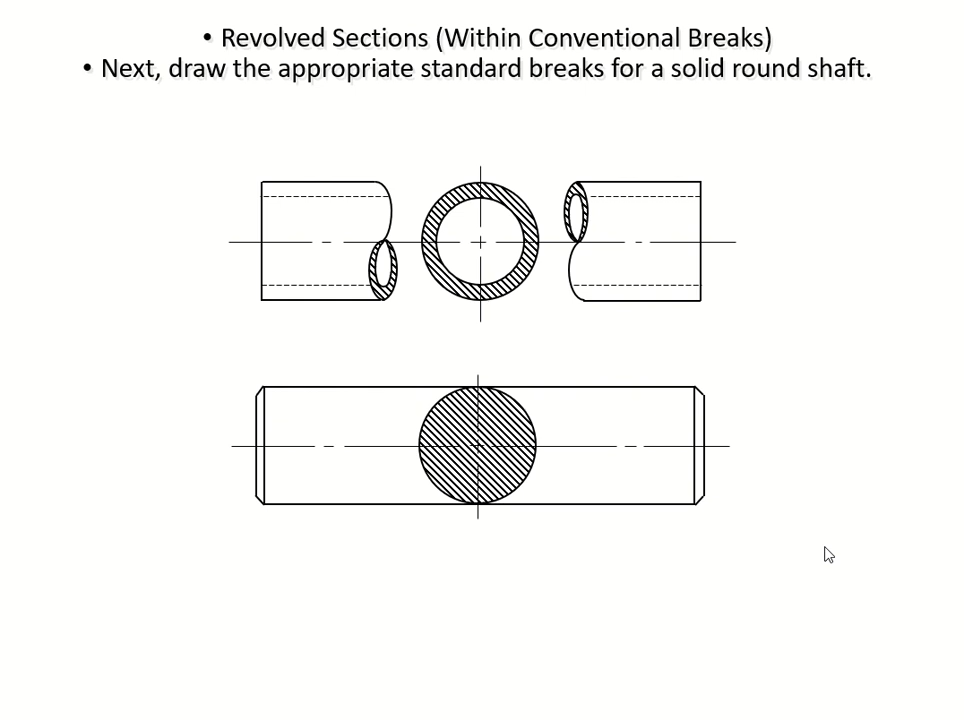 • Revolved Sections (Within Conventional Breaks)
• Next, draw the appropriate standard breaks for a solid round shaft.